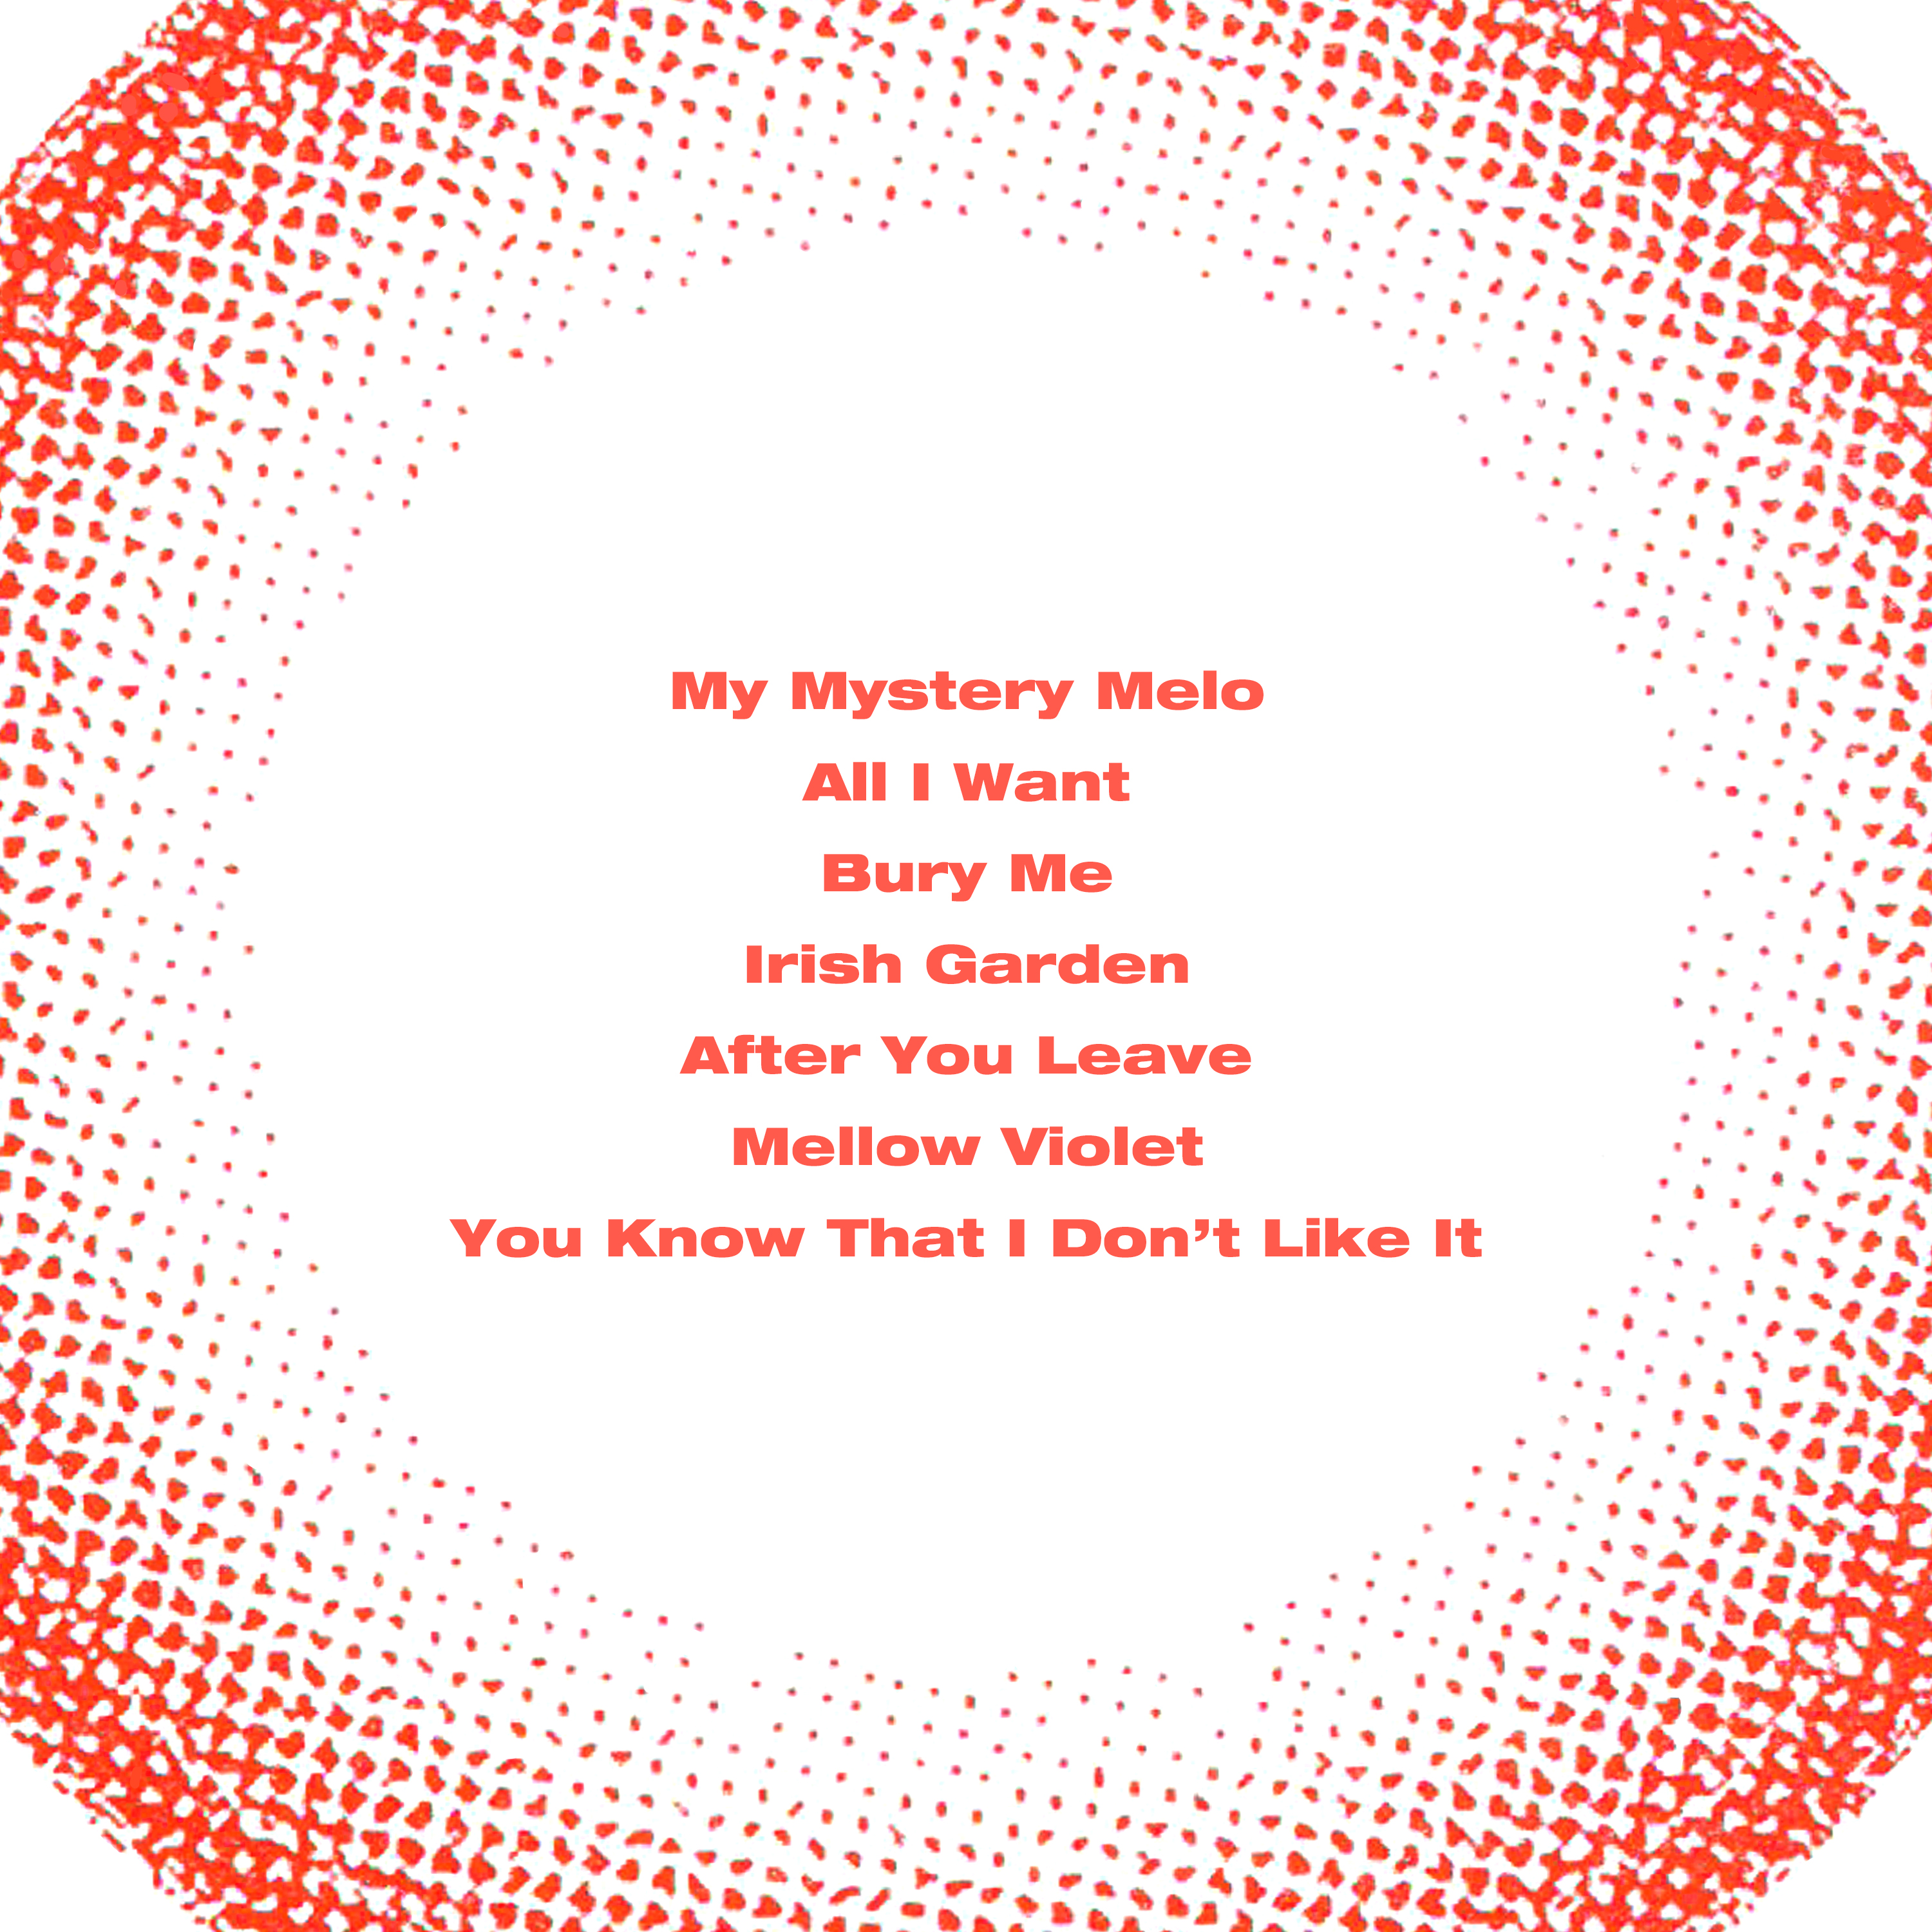 My Mystery Melo
All I Want
Bury Me
Irish Garden
After You Leave
Mellow Violet
You Know That I Don’t Like It